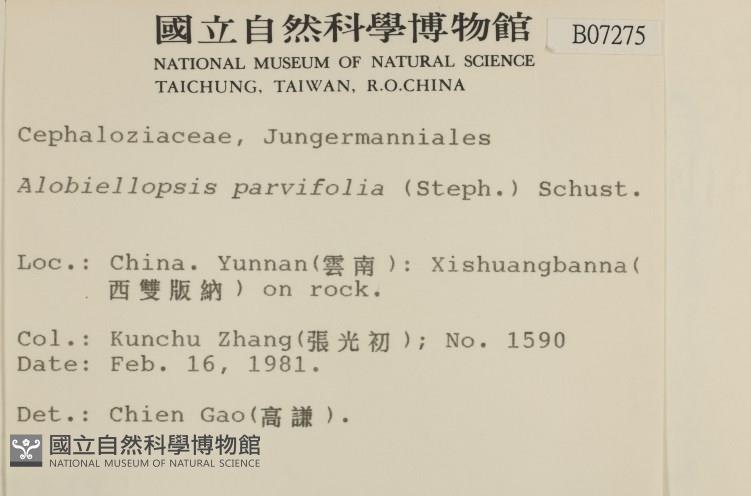 國立自然科學博物館
B07275
NATIONAL MUSEUM OF NATURAL SCIENCE
TAICHUNG, TAIWAN, R.O.CHINA
Cephaloziaceae, Jungermanniales
Alobiellopsis parvifolia (Steph.) Schust.
Loc.: China. Yunnan(雲南): Xishuangbanna(
西雙版納) on rock.
Col.: Kunchu Zhang(張光初); No. 1590
Date: Feb. 16, 1981.
Det.: Chien Gao(高謙).
國立自然科學博物館
NATIONAL MUSEUM OF NATURAL SCIENCE